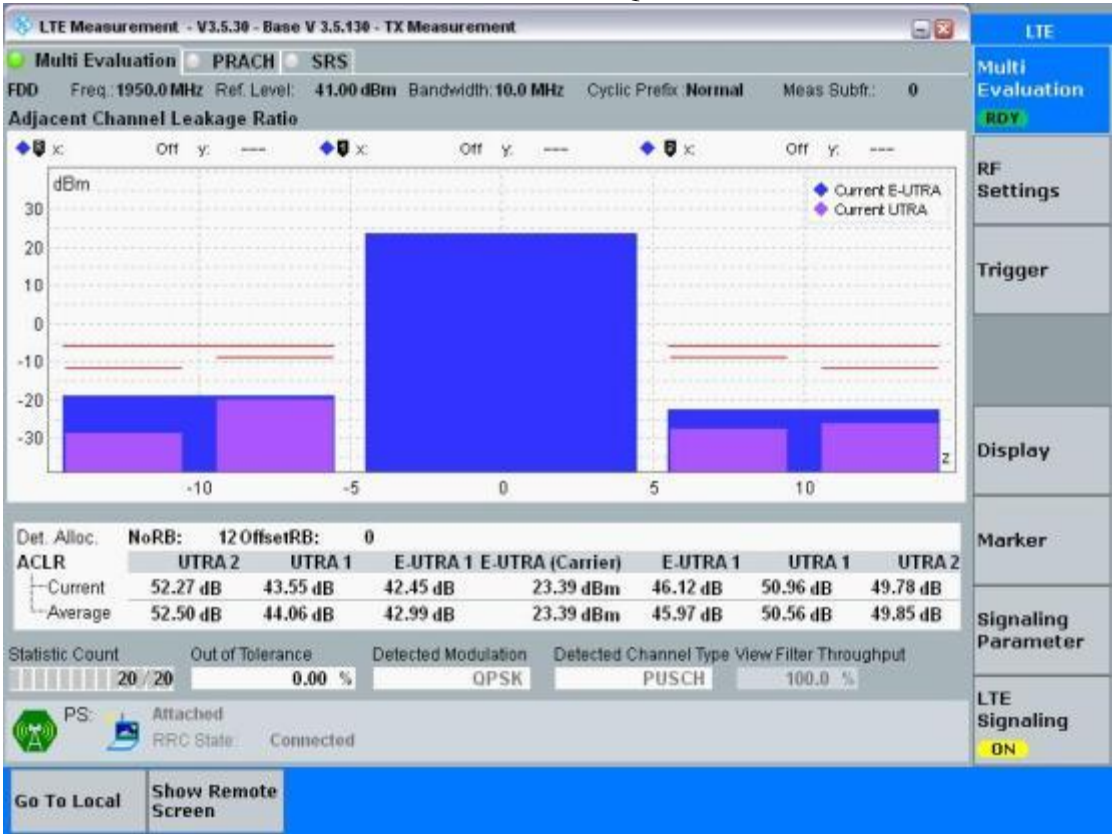 LTE Measurement - V3.5.30 - Base V 3.5.130 - TX Measurement
LTE
Multi Evaluation PRACH SRS
Multi Evaluation
RDY
FDD Freq.: 1950.0 MHz Ref. Level: 41.00 dBm Bandwidth: 10.0 MHz Cyclic Prefix: Normal Meas Subfr.: 0
Adjacent Channel Leakage Ratio
x: Off y: --- x: Off y: --- x: Off y: ---
dBm
Current E-UTRA
Current UTRA
30
20
10
0
-10
-20
-30
z
-10 -5 0 5 10
RF Settings
Trigger
Display
Marker
Signaling Parameter
LTE Signaling
ON
Det. Alloc. NoRB: 12 OffsetRB: 0
ACLR UTRA 2 UTRA 1 E-UTRA 1 E-UTRA (Carrier) E-UTRA 1 UTRA 1 UTRA 2
Current 52.27 dB 43.55 dB 42.45 dB 23.39 dBm 46.12 dB 50.96 dB 49.78 dB
Average 52.50 dB 44.06 dB 42.99 dB 23.39 dBm 45.97 dB 50.56 dB 49.85 dB
Statistic Count Out of Tolerance Detected Modulation Detected Channel Type View Filter Throughput
20 / 20 0.00 % QPSK PUSCH 100.0 %
PS: Attached
RRC State: Connected
Go To Local
Show Remote Screen